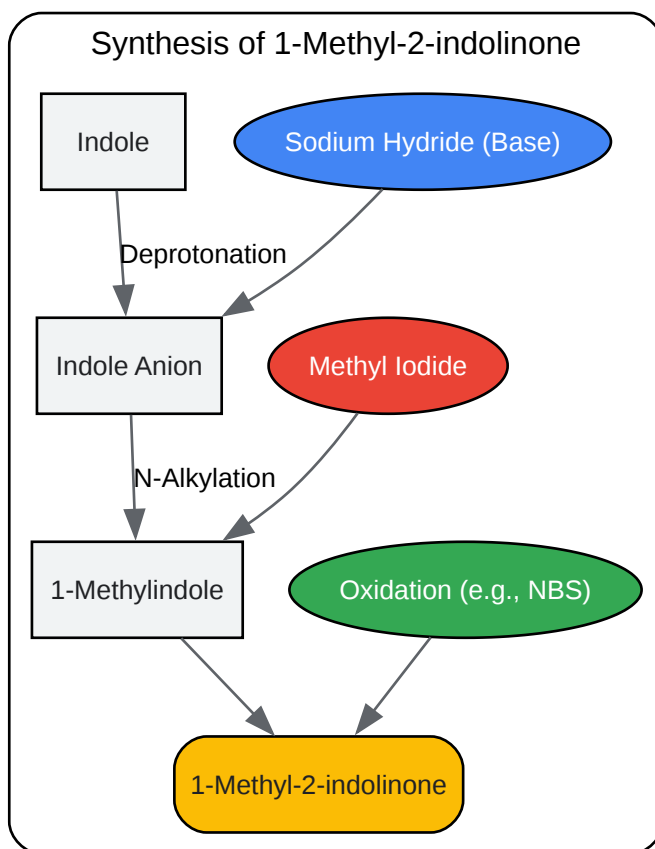 Synthesis of 1-Methyl-2-indolinone
Indole
Sodium Hydride (Base)
Deprotonation
Indole Anion
Methyl Iodide
N-Alkylation
1-Methylindole
Oxidation (e.g., NBS)
1-Methyl-2-indolinone